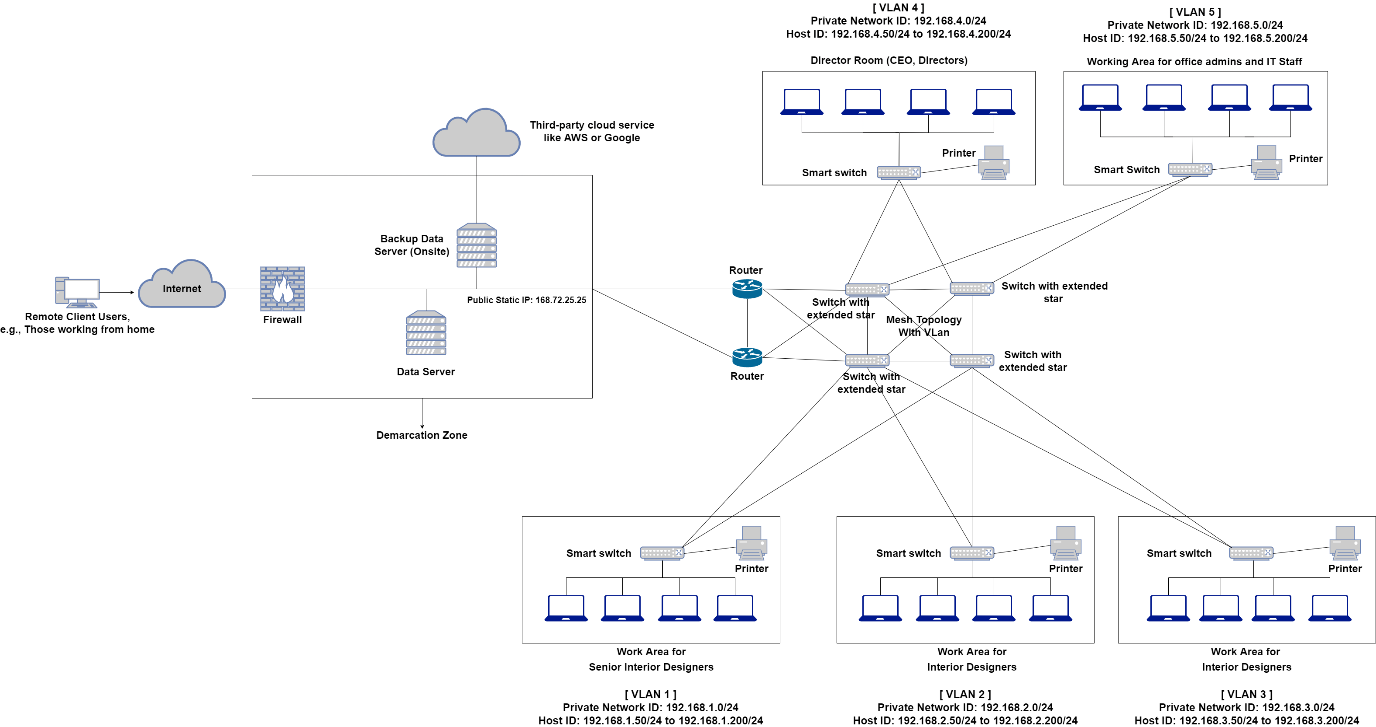 [ VLAN 4 ]
Private Network ID: 192.168.4.0/24
Host ID: 192.168.4.50/24 to 192.168.4.200/24
Director Room (CEO, Directors)
Printer
Smart switch
[ VLAN 5 ]
Private Network ID: 192.168.5.0/24
Host ID: 192.168.5.50/24 to 192.168.5.200/24
Working Area for office admins and IT Staff
Printer
Smart Switch
Third-party cloud service
like AWS or Google
Backup Data
Server (Onsite)
Internet
Remote Client Users,
e.g., Those working from home
Firewall
Public Static IP: 168.72.25.25
Data Server
Demarcation Zone
Router
Router
Switch with
extended star
Switch with extended
star
Mesh Topology
With VLan
Switch with
extended star
Switch with
extended star
Smart switch
Printer
Work Area for
Senior Interior Designers
[ VLAN 1 ]
Private Network ID: 192.168.1.0/24
Host ID: 192.168.1.50/24 to 192.168.1.200/24
Smart switch
Printer
Work Area for
Interior Designers
[ VLAN 2 ]
Private Network ID: 192.168.2.0/24
Host ID: 192.168.2.50/24 to 192.168.2.200/24
Smart switch
Printer
Work Area for
Interior Designers
[ VLAN 3 ]
Private Network ID: 192.168.3.0/24
Host ID: 192.168.3.50/24 to 192.168.3.200/24